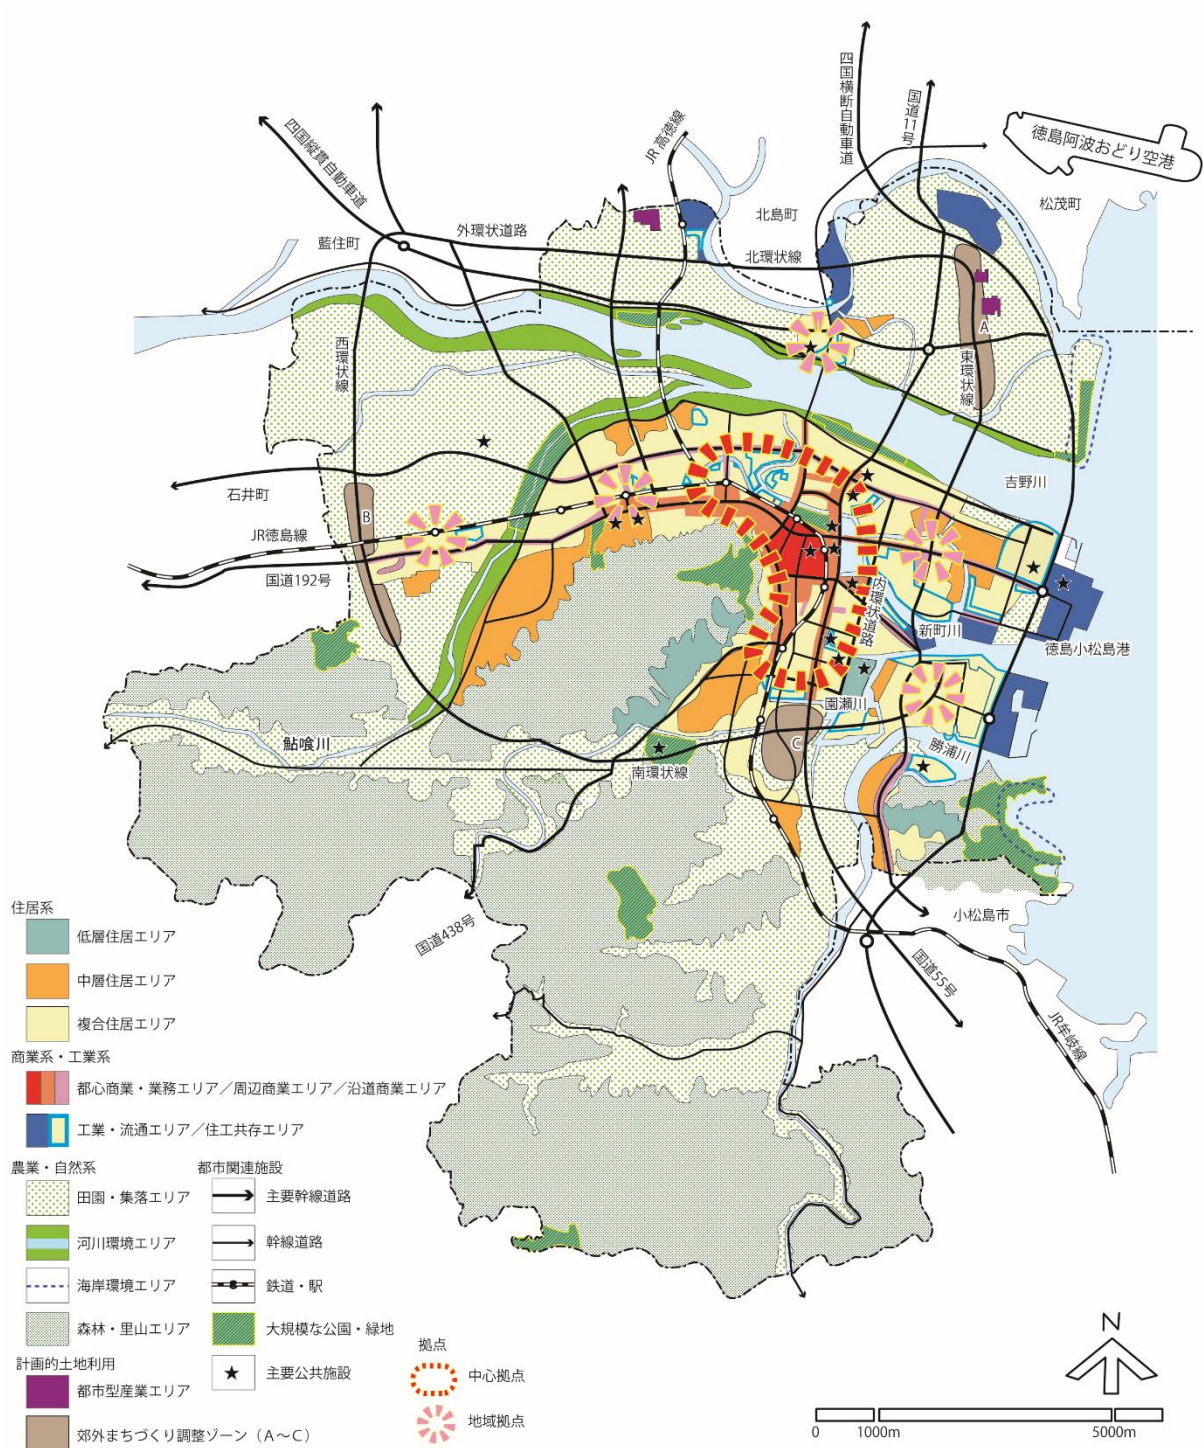 四国横断自動車道
国道11号
徳島阿波おどり空港
JR高徳線
四国縦貫自動車道
北島町
松茂町
外環状道路
藍住町
北環状線
西環状線
A
東環状線
石井町
吉野川
B
JR徳島線
国道192号
内環状道路
新町川
徳島小松島港
園瀬川
鮎喰川
C
勝浦川
南環状線
小松島市
国道438号
国道55号
JR牟岐線
住居系
低層住居エリア
中層住居エリア
複合住居エリア
商業系・工業系
都心商業・業務エリア／周辺商業エリア／沿道商業エリア
工業・流通エリア／住工共存エリア
農業・自然系
田園・集落エリア
河川環境エリア
海岸環境エリア
森林・里山エリア
計画的土地利用
都市型産業エリア
郊外まちづくり調整ゾーン（A～C）
都市関連施設
主要幹線道路
幹線道路
鉄道・駅
大規模な公園・緑地
主要公共施設
拠点
中心拠点
地域拠点
N
0 1000m 5000m